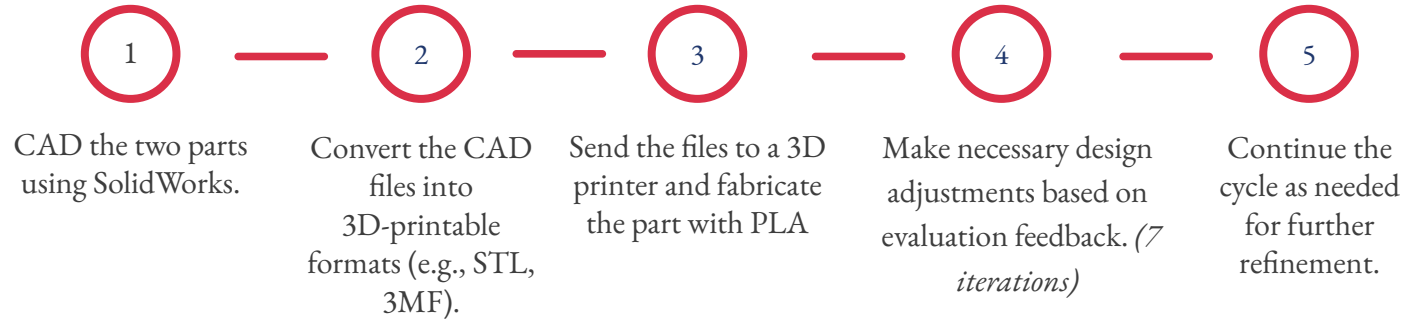 1
CAD the two parts
using SolidWorks.
2
Convert the CAD
files into
3D-printable
formats (e.g., STL,
3MF).
3
Send the files to a 3D
printer and fabricate
the part with PLA
4
Make necessary design
adjustments based on
evaluation feedback. (7
iterations)
5
Continue the
cycle as needed
for further
refinement.